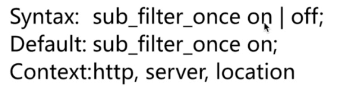 Syntax:  sub_filter_once on | off;
Default: sub_filter_once on;
Context:http, server, location